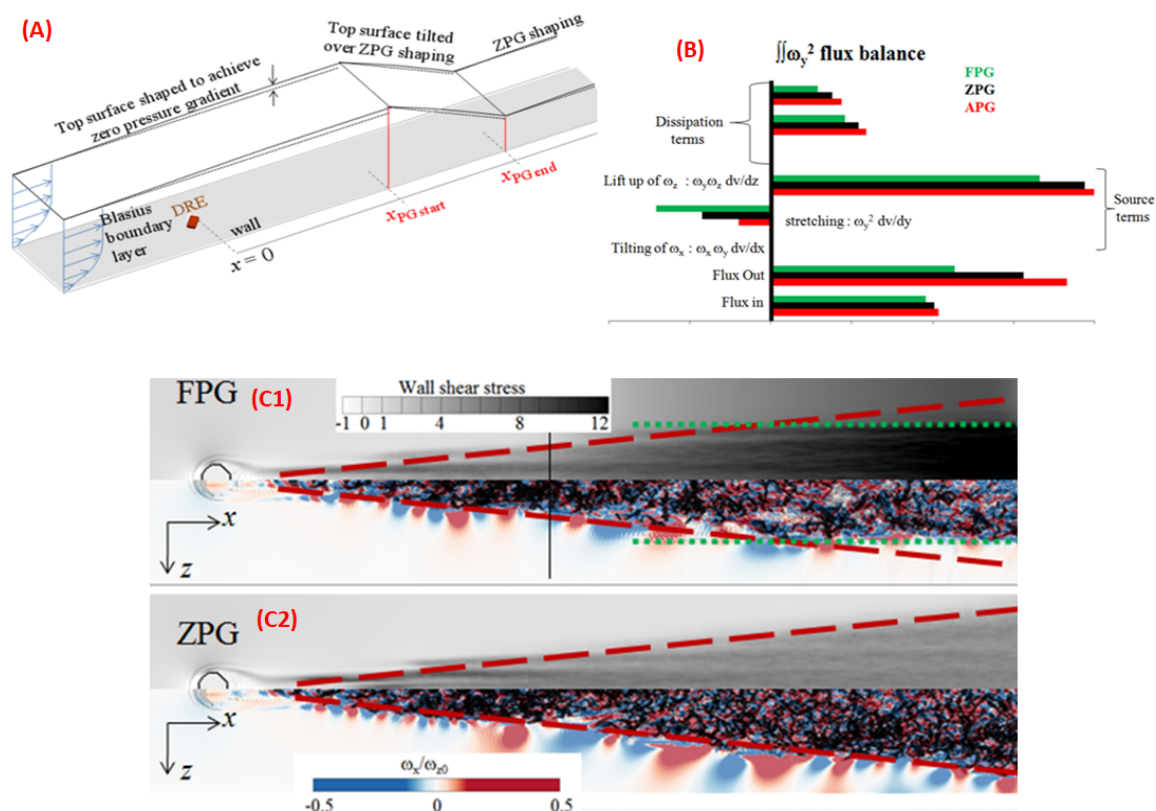 (A)
Top surface shaped to achieve
zero pressure gradient
Top surface tilted
over ZPG shaping
ZPG shaping
Blasius
boundary
layer
DRE
wall
x = 0
xPG start
xPG end
(B)
∬ωy² flux balance
FPG
ZPG
APG
Dissipation
terms
Lift up of ωz : ωyωz dv/dz
stretching : ωy² dv/dy
Source
terms
Tilting of ωx : ωx ωy dv/dx
Flux Out
Flux in
FPG
(C1)
Wall shear stress
-1 0 1 4 8 12
x
z
ZPG
(C2)
x
z
ωx/ωz0
-0.5 0 0.5